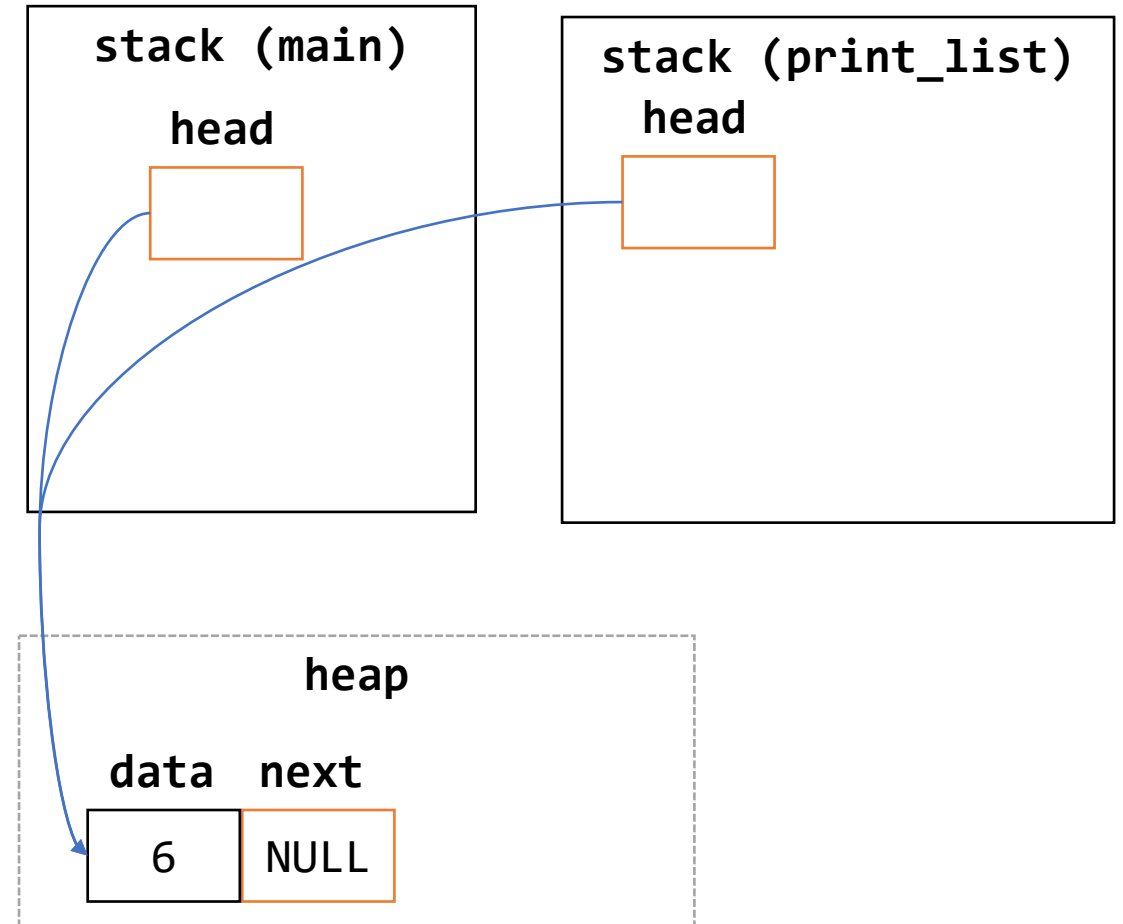 stack (main)
head
stack (print_list)
head
heap
data next
6 NULL